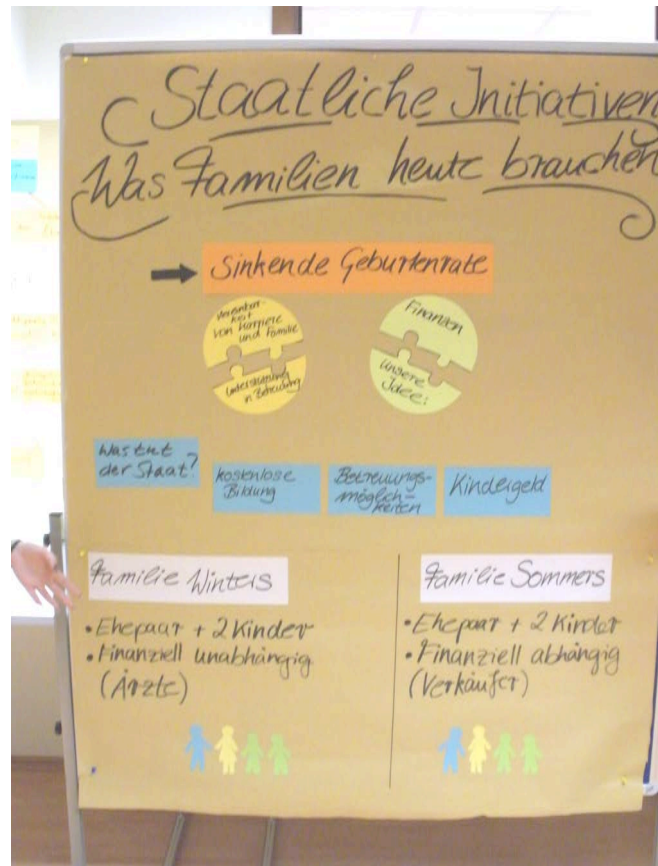 Staatliche Initiativen
Was Familien heute brauchen
Sinkende Geburtenrate
Vereinbar-
keit
von Karriere
und Familie
Unterstützung
in Betreuung
Finanzen
Unsere
Idee:
Was tut
der Staat?
kostenlose
Bildung
Betreuungs-
möglich-
keiten
Kindergeld
Familie Winters
• Ehepaar + 2 Kinder
• Finanziell unabhängig
(Ärzte)
Familie Sommers
• Ehepaar + 2 Kinder
• Finanziell abhängig
(Verkäufer)